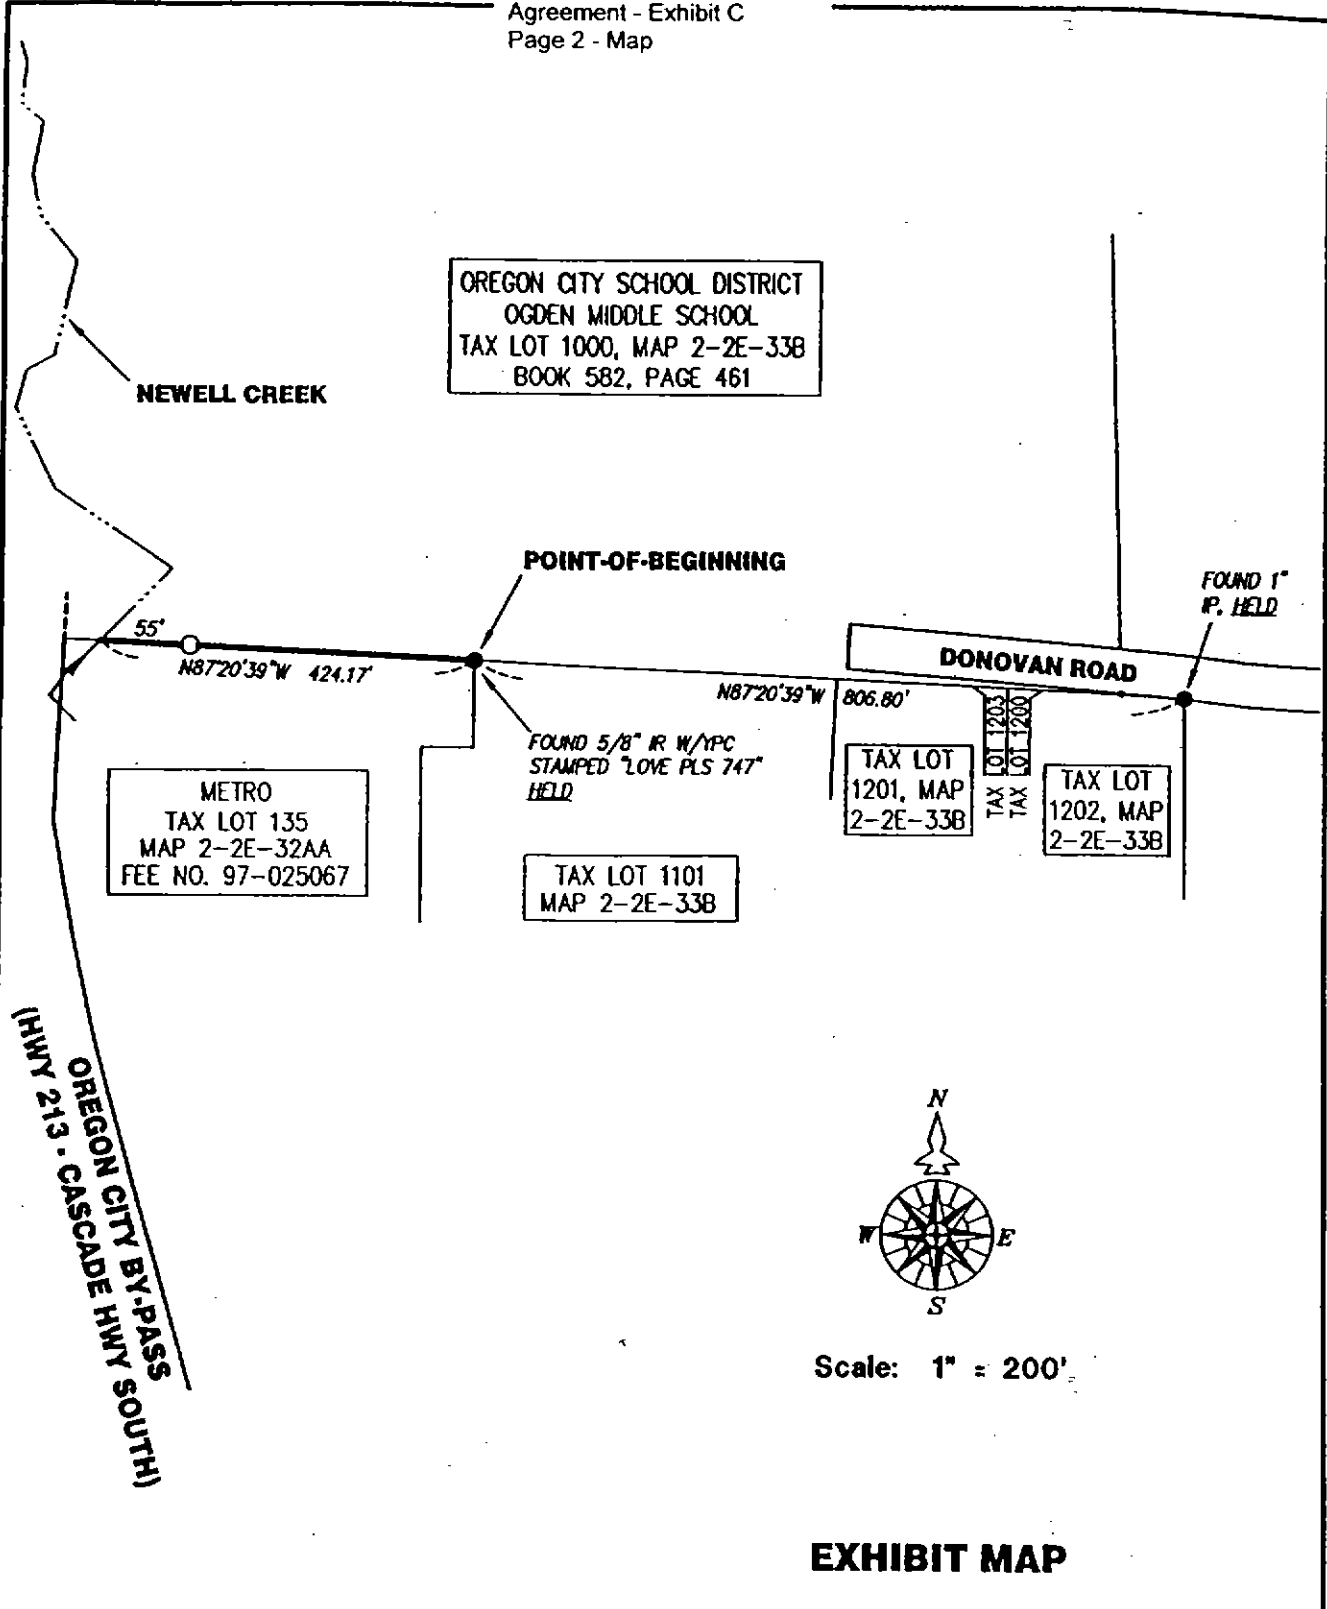 Agreement - Exhibit C
Page 2 - Map
OREGON CITY SCHOOL DISTRICT
OGDEN MIDDLE SCHOOL
TAX LOT 1000, MAP 2-2E-33B
BOOK 582, PAGE 461
NEWELL CREEK
POINT-OF-BEGINNING
FOUND 1"
IP. HELD
55'
N87°20'39"W 424.17'
DONOVAN ROAD
N87°20'39"W 806.80'
FOUND 5/8" IR W/YPC
STAMPED "LOVE PLS 747"
HELD
TAX LOT 1203
TAX LOT 1200
TAX LOT
1201, MAP
2-2E-33B
TAX LOT
1202, MAP
2-2E-33B
METRO
TAX LOT 135
MAP 2-2E-32AA
FEE NO. 97-025067
TAX LOT 1101
MAP 2-2E-33B
OREGON CITY BY-PASS
(HWY 213 - CASCADE HWY SOUTH)
N
W
E
S
Scale: 1" = 200'
EXHIBIT MAP